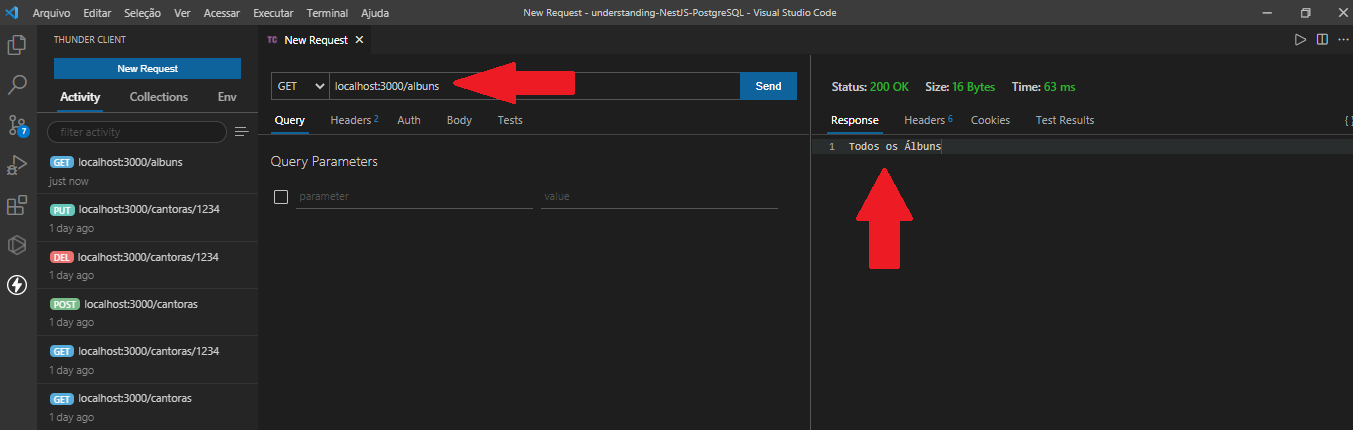 Arquivo Editar Seleção Ver Acessar Executar Terminal Ajuda New Request - understanding-NestJS-PostgreSQL - Visual Studio Code
THUNDER CLIENT
New Request
Activity Collections Env
filter activity
GET localhost:3000/albuns
just now
PUT localhost:3000/cantoras/1234
1 day ago
DEL localhost:3000/cantoras/1234
1 day ago
POST localhost:3000/cantoras
1 day ago
GET localhost:3000/cantoras/1234
1 day ago
GET localhost:3000/cantoras
1 day ago
7
TC New Request
GET localhost:3000/albuns Send
Query Headers 2 Auth Body Tests
Query Parameters
parameter value
Status: 200 OK Size: 16 Bytes Time: 63 ms
Response Headers 6 Cookies Test Results {}
1 Todos os Álbuns